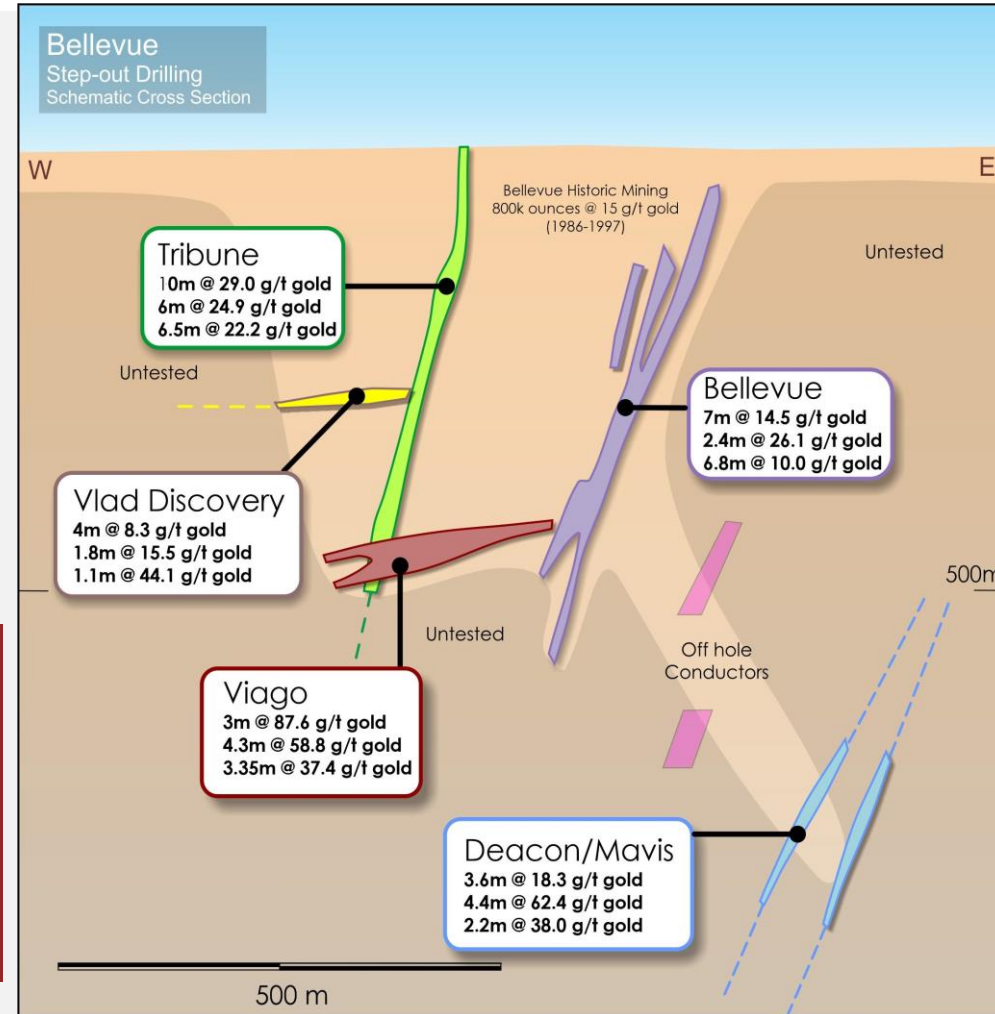 Bellevue
Step-out Drilling
Schematic Cross Section
W
E
Bellevue Historic Mining
800k ounces @ 15 g/t gold
(1986-1997)
Untested
Tribune
10m @ 29.0 g/t gold
6m @ 24.9 g/t gold
6.5m @ 22.2 g/t gold
Untested
Bellevue
7m @ 14.5 g/t gold
2.4m @ 26.1 g/t gold
6.8m @ 10.0 g/t gold
Vlad Discovery
4m @ 8.3 g/t gold
1.8m @ 15.5 g/t gold
1.1m @ 44.1 g/t gold
500m
Untested
Off hole
Conductors
Viago
3m @ 87.6 g/t gold
4.3m @ 58.8 g/t gold
3.35m @ 37.4 g/t gold
Deacon/Mavis
3.6m @ 18.3 g/t gold
4.4m @ 62.4 g/t gold
2.2m @ 38.0 g/t gold
500 m